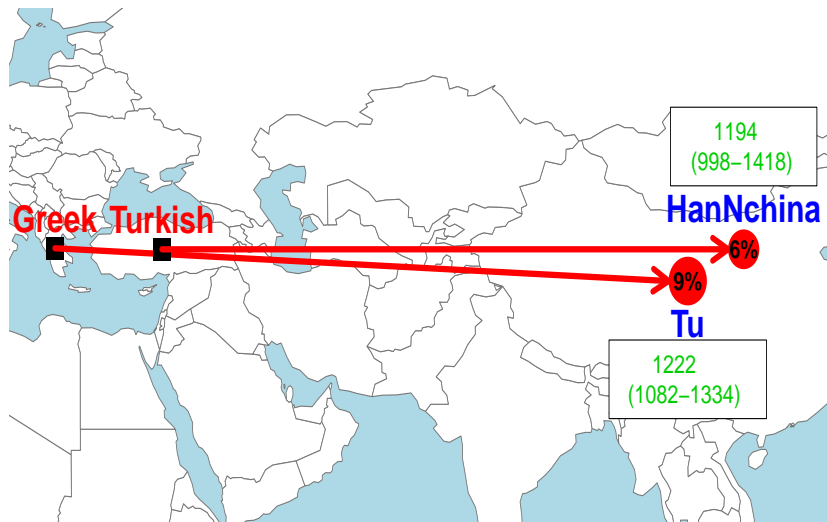 1194
(998–1418)
HanNchina
Greek Turkish
6%
9%
Tu
1222
(1082–1334)